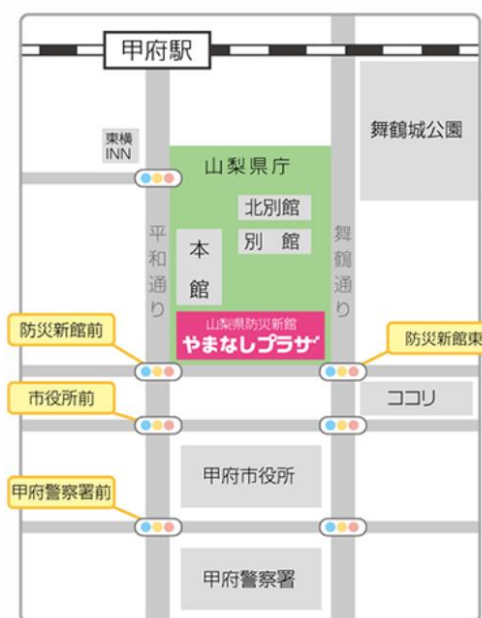 甲府駅
舞鶴城公園
東横
INN
山梨県庁
北別館
別 館
本
館
平和通り
舞鶴通り
山梨県防災新館
やまなしプラザ
防災新館前
防災新館東
ココリ
市役所前
甲府市役所
甲府警察署前
甲府警察署